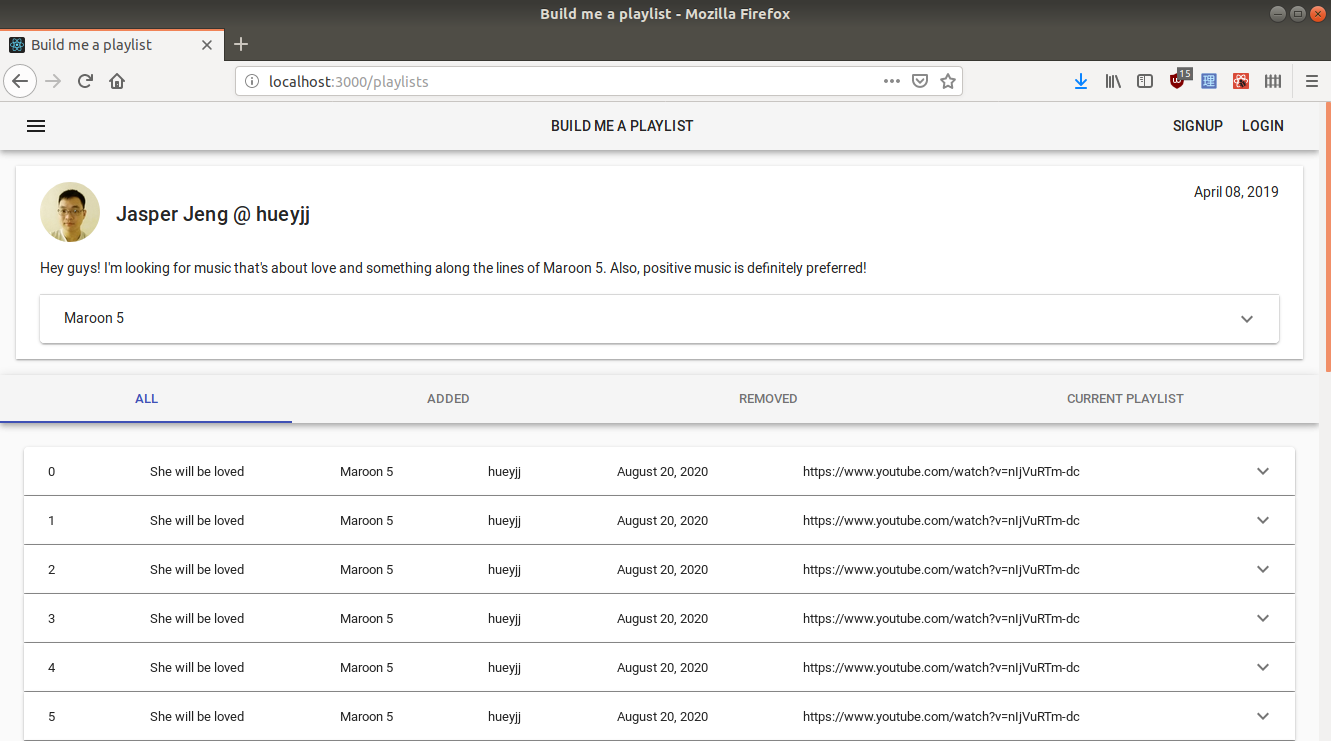 Build me a playlist - Mozilla Firefox
Build me a playlist
localhost:3000/playlists
15
理
BUILD ME A PLAYLIST SIGNUP LOGIN
April 08, 2019
Jasper Jeng @ hueyjj
Hey guys! I'm looking for music that's about love and something along the lines of Maroon 5. Also, positive music is definitely preferred!
Maroon 5
ALL ADDED REMOVED CURRENT PLAYLIST
0 She will be loved Maroon 5 hueyjj August 20, 2020 https://www.youtube.com/watch?v=nIjVuRTm-dc
1 She will be loved Maroon 5 hueyjj August 20, 2020 https://www.youtube.com/watch?v=nIjVuRTm-dc
2 She will be loved Maroon 5 hueyjj August 20, 2020 https://www.youtube.com/watch?v=nIjVuRTm-dc
3 She will be loved Maroon 5 hueyjj August 20, 2020 https://www.youtube.com/watch?v=nIjVuRTm-dc
4 She will be loved Maroon 5 hueyjj August 20, 2020 https://www.youtube.com/watch?v=nIjVuRTm-dc
5 She will be loved Maroon 5 hueyjj August 20, 2020 https://www.youtube.com/watch?v=nIjVuRTm-dc